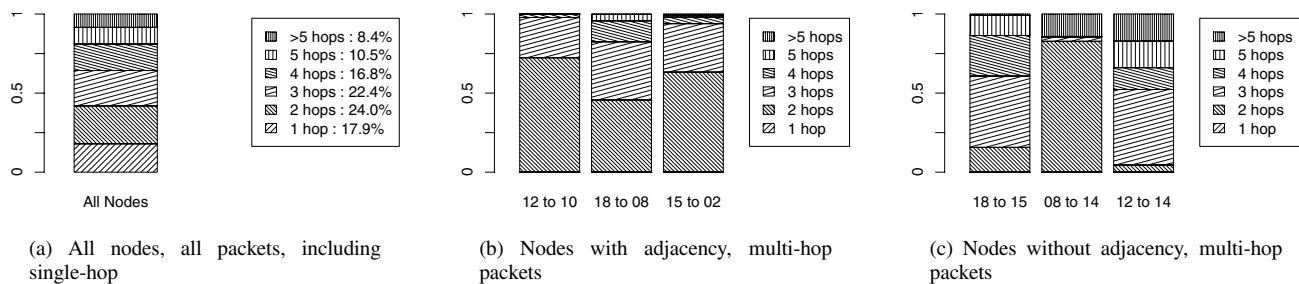 1
0.5
0
All Nodes
>5 hops : 8.4%
5 hops : 10.5%
4 hops : 16.8%
3 hops : 22.4%
2 hops : 24.0%
1 hop : 17.9%
(a) All nodes, all packets, including
single-hop
1
0.5
0
12 to 10 18 to 08 15 to 02
>5 hops
5 hops
4 hops
3 hops
2 hops
1 hop
(b) Nodes with adjacency, multi-hop
packets
1
0.5
0
18 to 15 08 to 14 12 to 14
>5 hops
5 hops
4 hops
3 hops
2 hops
1 hop
(c) Nodes without adjacency, multi-hop
packets